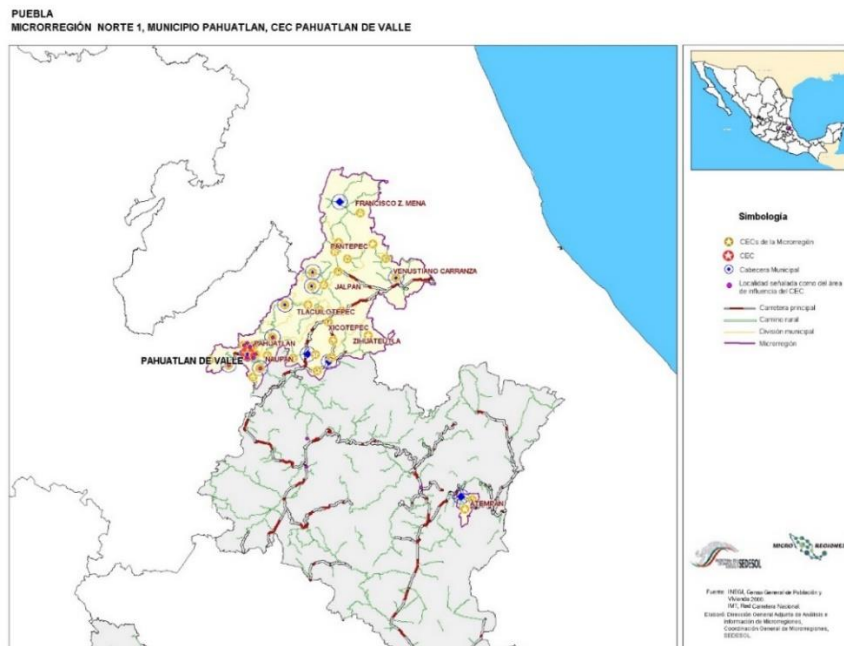 PUEBLA
MICRORREGIÓN NORTE 1, MUNICIPIO PAHUATLAN, CEC PAHUATLAN DE VALLE
FRANCISCO Z. MENA
PANTEPEC
VENUSTIANO CARRANZA
JALPAN
TLACUILOTEPEC
XICOTEPEC
ZIHUATEUTLA
PAHUATLAN
PAHUATLAN DE VALLE
NAUPAN
ATEMPAN
Simbología
CECs de la Microrregión
CEC
Cabecera Municipal
Localidad señalada como del área
de influencia del CEC
Carretera principal
Camino rural
División municipal
Microrregión
SEDESOL
MICRO REGIONES
Fuente: INEGI, Censo General de Población y
Vivienda 2000.
IMT, Red Carretera Nacional.
Elaboró: Dirección General Adjunta de Análisis e
Información de Microrregiones,
Coordinación General de Microrregiones,
SEDESOL.